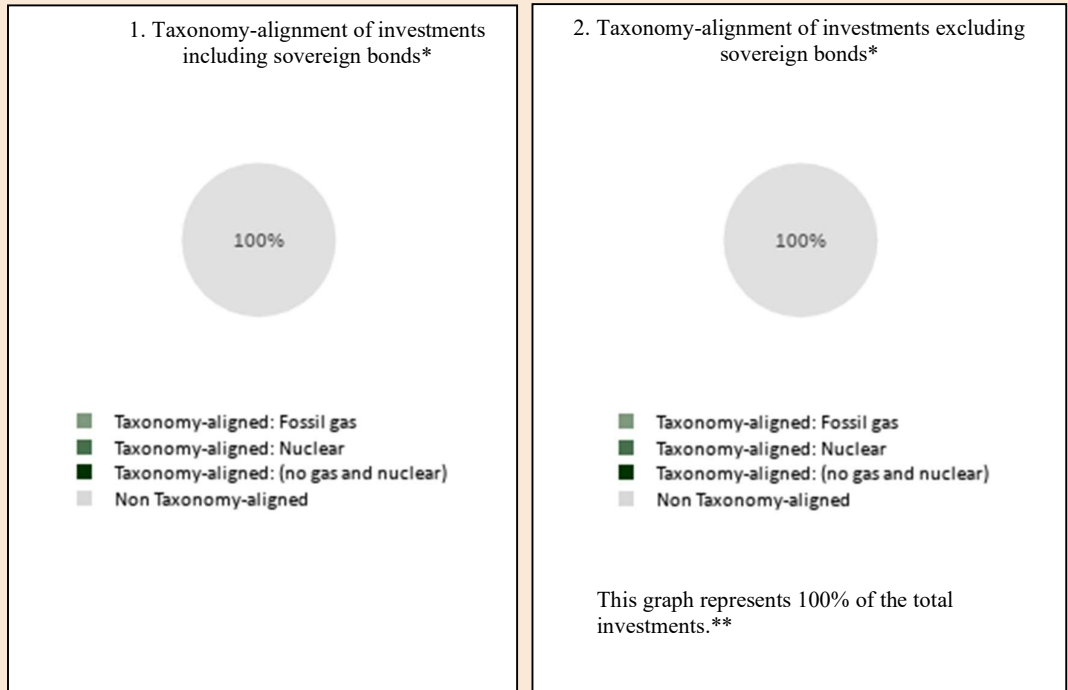 1. Taxonomy-alignment of investments
including sovereign bonds*
100%
Taxonomy-aligned: Fossil gas
Taxonomy-aligned: Nuclear
Taxonomy-aligned: (no gas and nuclear)
Non Taxonomy-aligned
2. Taxonomy-alignment of investments excluding
sovereign bonds*
100%
Taxonomy-aligned: Fossil gas
Taxonomy-aligned: Nuclear
Taxonomy-aligned: (no gas and nuclear)
Non Taxonomy-aligned
This graph represents 100% of the total
investments.**